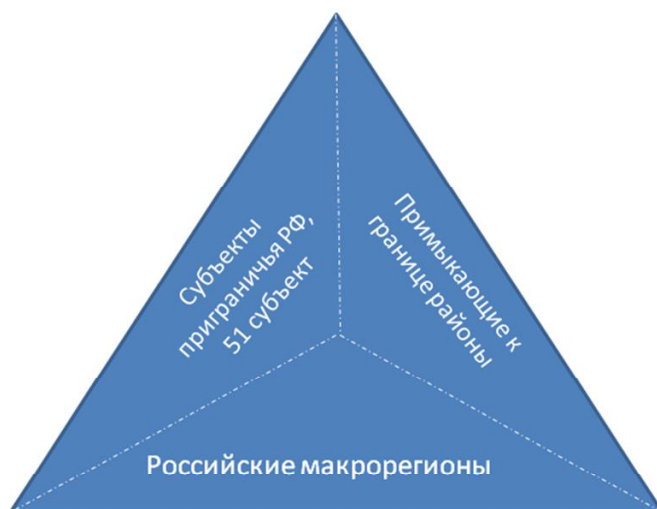 Субъекты
приграничья РФ,
51 субъект
Примыкающие к
границе районы
Российские макрорегионы